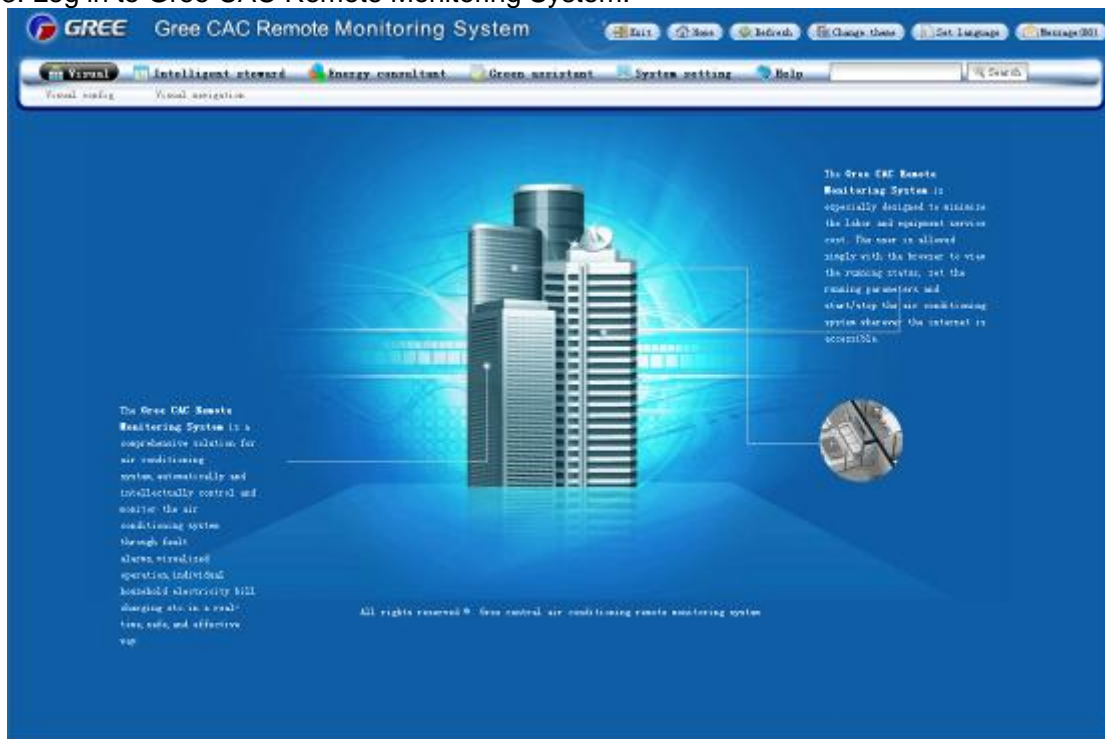 Log in to Gree CAC Remote Monitoring System.
GREE Gree CAC Remote Monitoring System Exit Home Refresh Change theme Set Language Message(00)
Visual Intelligent steward Energy consultant Green assistant System setting Help Search
Visual config Visual navigation
The Gree CAC Remote
Monitoring System is
especially designed to minimize
the labor and equipment service
cost. The user is allowed
simply with the browser to view
the running status, set the
running parameters and
start/stop the air conditioning
system wherever the internet is
accessible.
The Gree CAC Remote
Monitoring System is a
comprehensive solution for
air conditioning
system, automatically and
intellectually control and
monitor the air
conditioning system
through fault
alarm, visualized
operation, individual
household electricity bill
charging etc. in a real-
time, safe, and effective
way
All rights reserved © Gree central air conditioning remote monitoring system